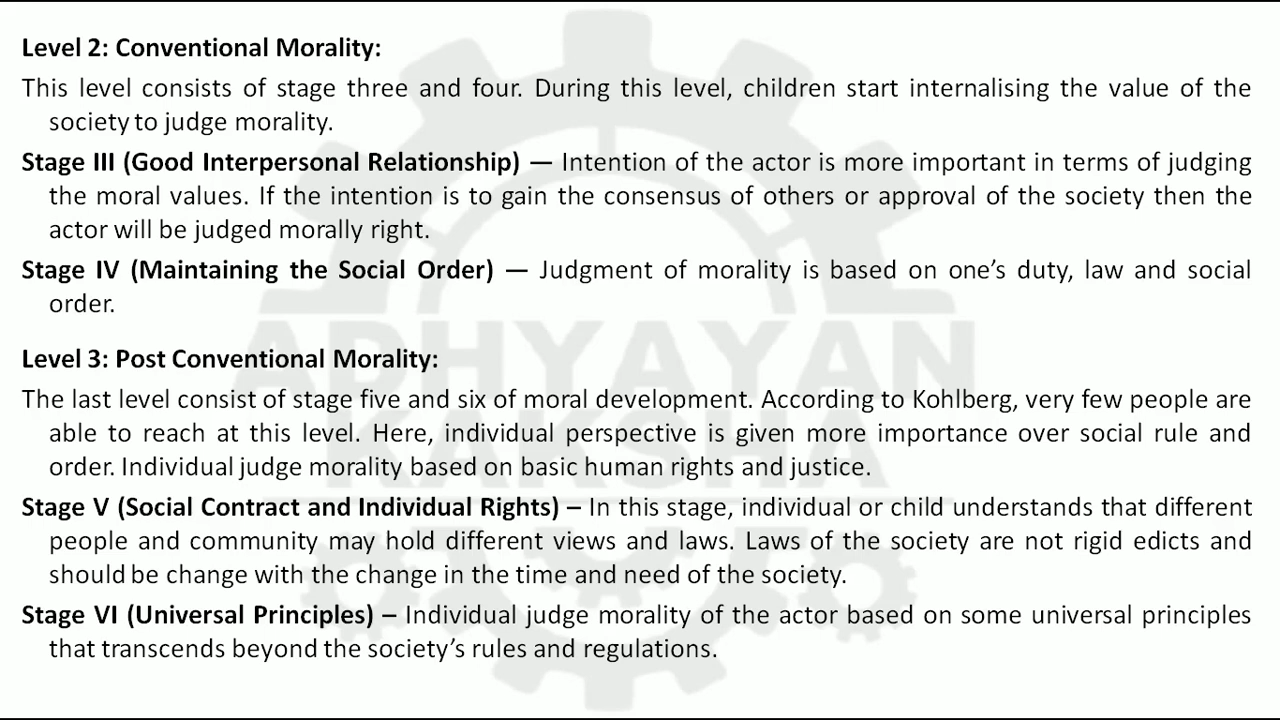 Level 2: Conventional Morality:
This level consists of stage three and four. During this level, children start internalising the value of the
society to judge morality.
Stage III (Good Interpersonal Relationship) — Intention of the actor is more important in terms of judging
the moral values. If the intention is to gain the consensus of others or approval of the society then the
actor will be judged morally right.
Stage IV (Maintaining the Social Order) — Judgment of morality is based on one’s duty, law and social
order.
Level 3: Post Conventional Morality:
The last level consist of stage five and six of moral development. According to Kohlberg, very few people are
able to reach at this level. Here, individual perspective is given more importance over social rule and
order. Individual judge morality based on basic human rights and justice.
Stage V (Social Contract and Individual Rights) – In this stage, individual or child understands that different
people and community may hold different views and laws. Laws of the society are not rigid edicts and
should be change with the change in the time and need of the society.
Stage VI (Universal Principles) – Individual judge morality of the actor based on some universal principles
that transcends beyond the society’s rules and regulations.
ADHYAYAN
KAKSHA